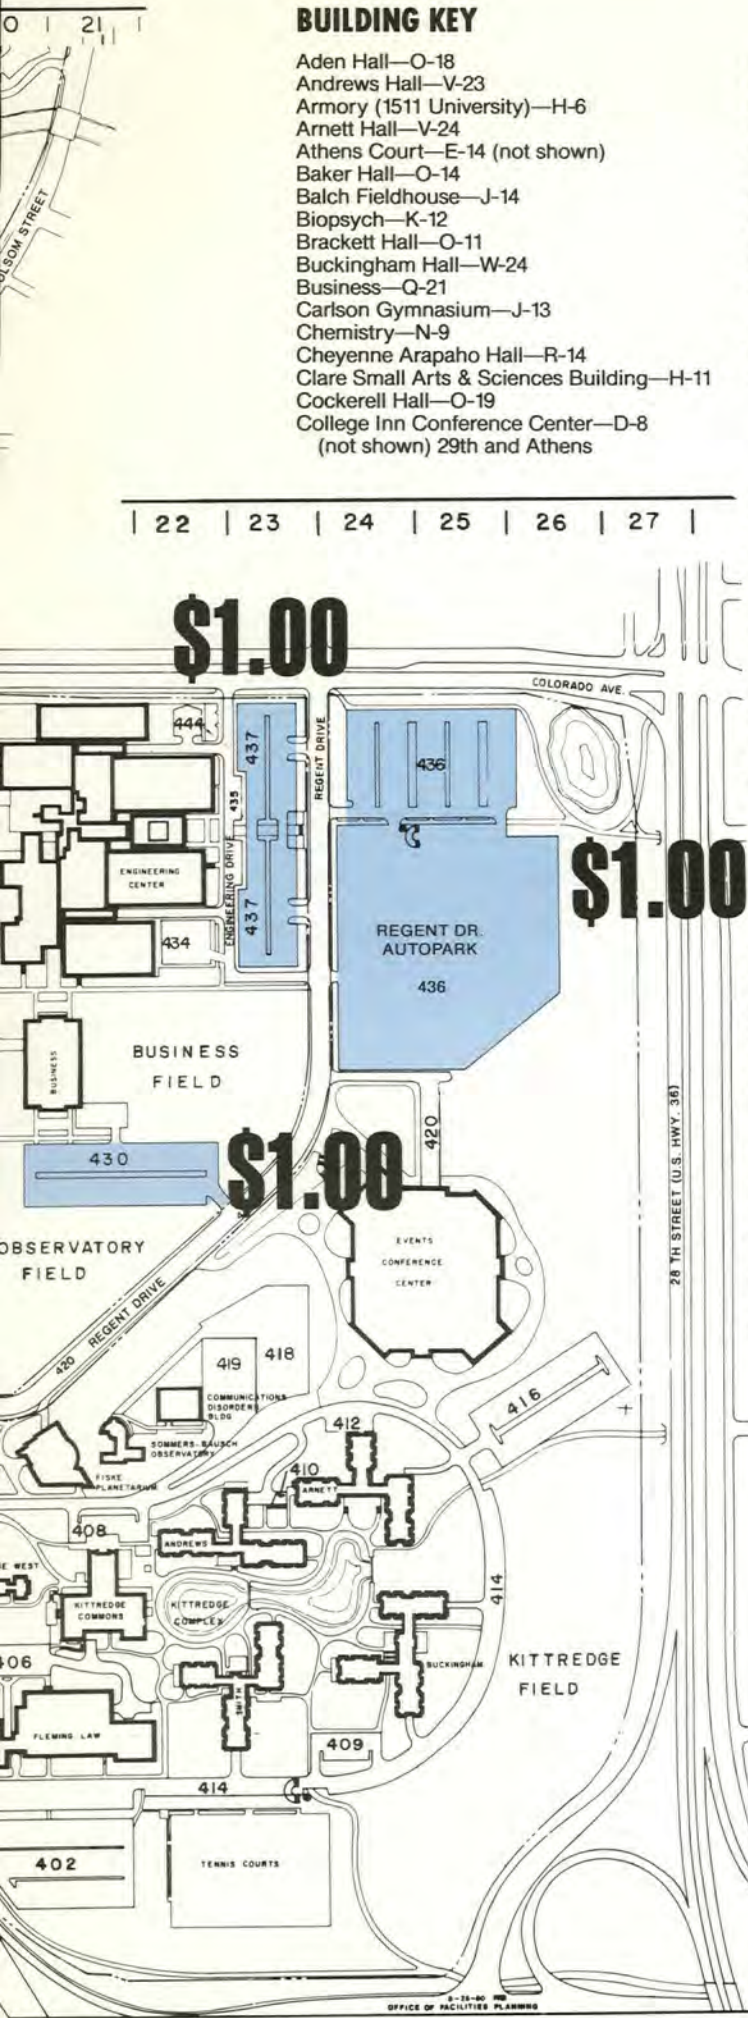 BUILDING KEY
Aden Hall—O-18
Andrews Hall—V-23
Armory (1511 University)—H-6
Arnett Hall—V-24
Athens Court—E-14 (not shown)
Baker Hall—O-14
Balch Fieldhouse—J-14
Biopsych—K-12
Brackett Hall—O-11
Buckingham Hall—W-24
Business—Q-21
Carlson Gymnasium—J-13
Chemistry—N-9
Cheyenne Arapaho Hall—R-14
Clare Small Arts & Sciences Building—H-11
Cockerell Hall—O-19
College Inn Conference Center—D-8
(not shown) 29th and Athens
0 | 21 |
OLSOM STREET
| 22 | 23 | 24 | 25 | 26 | 27 |
$1.00
COLORADO AVE.
444
437
REGENT DRIVE
436
435
ENGINEERING DRIVE
$1.00
ENGINEERING
CENTER
437
434
REGENT DR.
AUTOPARK
436
BUSINESS
BUSINESS
FIELD
28 TH STREET (U.S. HWY. 36)
420
430
$1.00
EVENTS
CONFERENCE
CENTER
OBSERVATORY
FIELD
420 REGENT DRIVE
419
418
COMMUNICATIONS
DISORDERS
BLDG
416
412
SOMMERS-BAUSCH
OBSERVATORY
FISKE
PLANETARIUM
410
ARNETT
408
ANDREWS
E WEST
KITTREDGE
COMMONS
KITTREDGE
COMPLEX
414
406
BUCKINGHAM
KITTREDGE
FIELD
SMITH
FLEMING LAW
409
414
402
TENNIS COURTS
OFFICE OF FACILITIES PLANNING